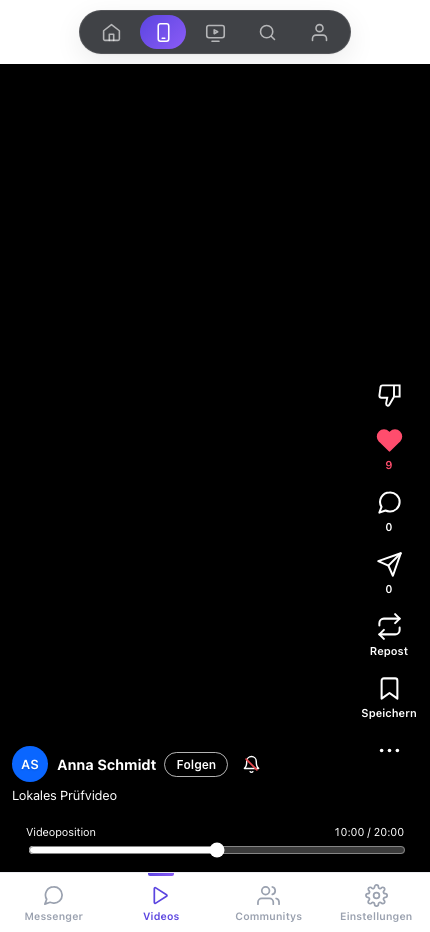 9
0
0
Repost
Speichern
AS Anna Schmidt Folgen
Lokales Prüfvideo
Videoposition 10:00 / 20:00
Messenger Videos Communitys Einstellungen